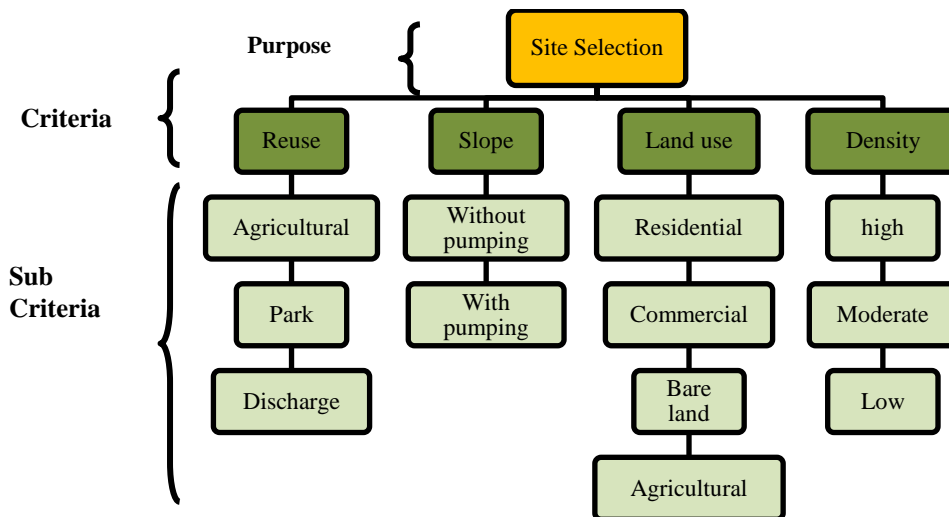 Purpose
Site Selection
Criteria
Reuse
Slope
Land use
Density
Sub
Criteria
Agricultural
Without
pumping
Residential
high
Park
With
pumping
Commercial
Moderate
Discharge
Bare
land
Low
Agricultural